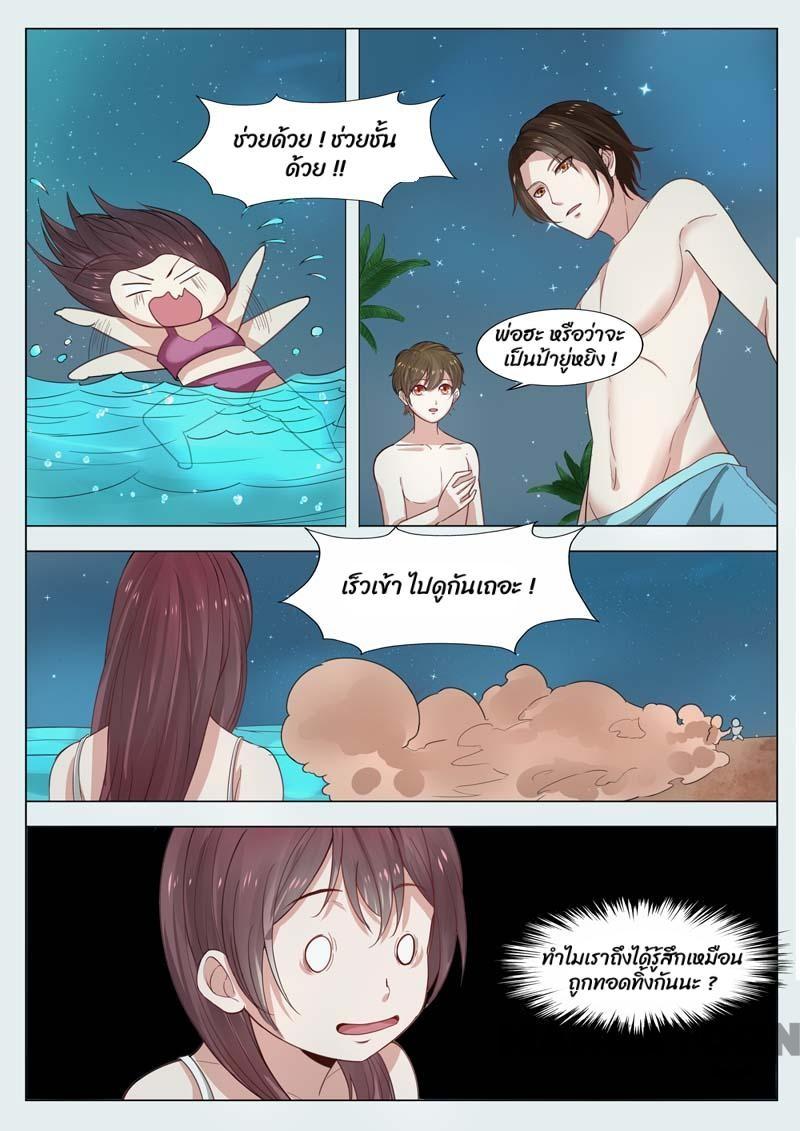 ช่วยด้วย ! ช่วยชั้น
ด้วย !!
พ่อฮะ หรือว่าจะ
เป็นป้ายู่หยิง !
เร็วเข้า ไปดูกันเถอะ !
ทำไมเราถึงได้รู้สึกเหมือน
ถูกทอดทิ้งกันนะ ?